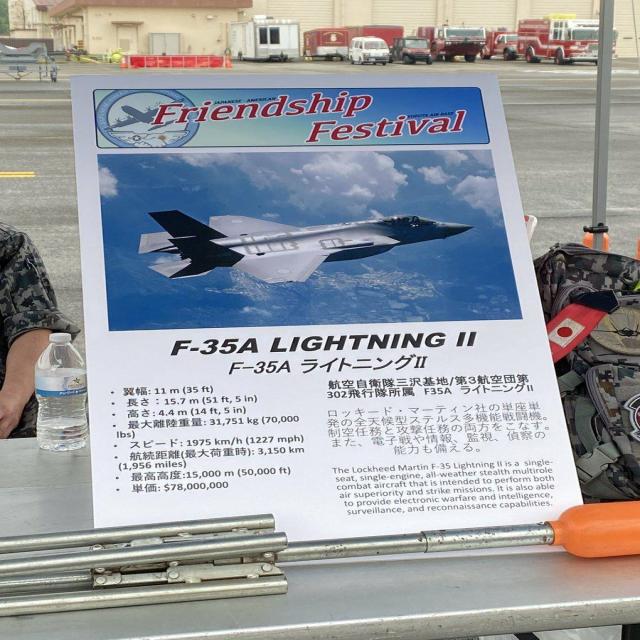 JAPANESE - AMERICAN
Friendship
YOKOTA AIR BASE
Festival
F-35A LIGHTNING II
F－35A ライトニングⅡ
• 翼幅: 11 m (35 ft)
• 長さ：15.7 m (51 ft, 5 in)
• 高さ: 4.4 m (14 ft, 5 in)
• 最大離陸重量: 31,751 kg (70,000
lbs)
• スピード: 1975 km/h (1227 mph)
• 航続距離(最大荷重時): 3,150 km
(1,956 miles)
• 最高高度:15,000 m (50,000 ft)
• 単価: $78,000,000
航空自衛隊三沢基地/第３航空団第
302飛行隊所属 F35A ライトニングII
ロッキード・マーティン社の単座単
発の全天候型ステルス多機能戦闘機。
制空任務と攻撃任務の両方をこなす。
また、電子戦や情報、監視、偵察の
能力も備える。
The Lockheed Martin F-35 Lightning II is a single-
seat, single-engine, all-weather stealth multirole
combat aircraft that is intended to perform both
air superiority and strike missions. It is also able
to provide electronic warfare and intelligence,
surveillance, and reconnaissance capabilities.